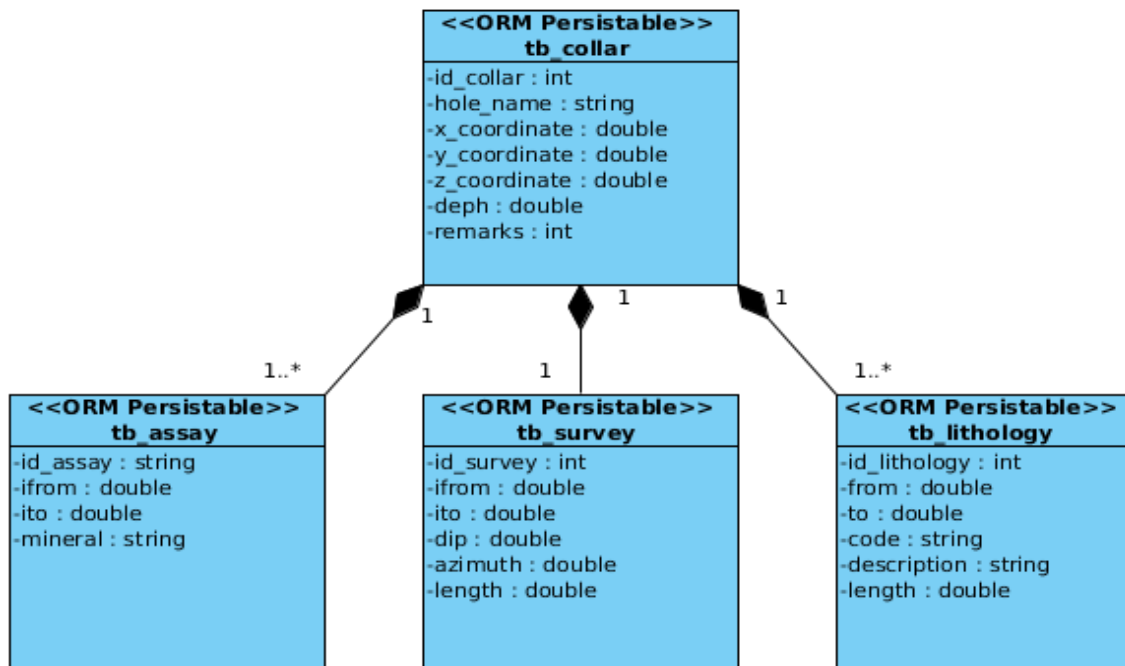 <<ORM Persistable>>
tb_collar
-id_collar : int
-hole_name : string
-x_coordinate : double
-y_coordinate : double
-z_coordinate : double
-deph : double
-remarks : int
1
1
1
1..*
1
1..*
<<ORM Persistable>>
tb_assay
-id_assay : string
-ifrom : double
-ito : double
-mineral : string
<<ORM Persistable>>
tb_survey
-id_survey : int
-ifrom : double
-ito : double
-dip : double
-azimuth : double
-length : double
<<ORM Persistable>>
tb_lithology
-id_lithology : int
-from : double
-to : double
-code : string
-description : string
-length : double